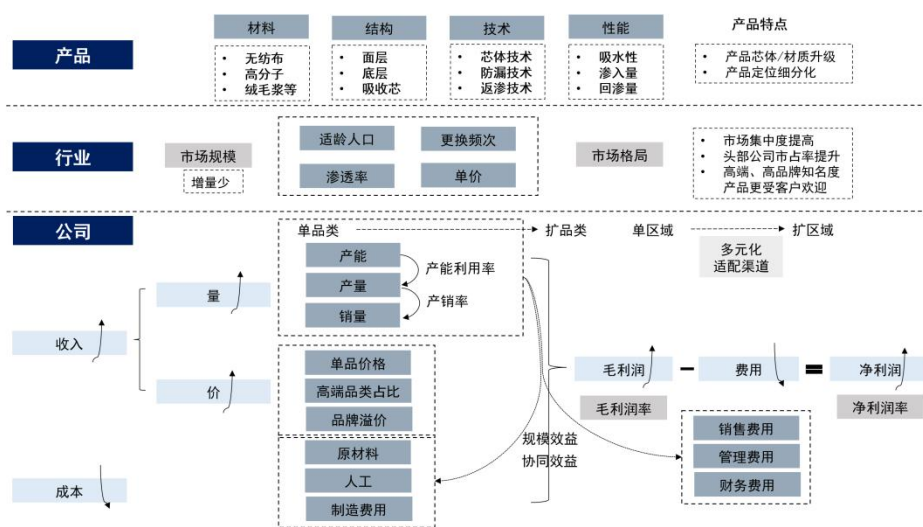 产品
材料
无纺布
高分子
绒毛浆等
结构
面层
底层
吸收芯
技术
芯体技术
防漏技术
返渗技术
性能
吸水性
渗入量
回渗量
产品特点
产品芯体/材质升级
产品定位细分化
行业
市场规模
增量少
适龄人口
更换频次
渗透率
单价
市场格局
市场集中度提高
头部公司市占率提升
高端、高品牌知名度
产品更受客户欢迎
公司
单品类
扩品类
单区域
扩区域
多元化
适配渠道
产能
产能利用率
产量
产销率
销量
收入
量
价
单品价格
高端品类占比
品牌溢价
成本
原材料
人工
制造费用
规模效益
协同效益
毛利润
毛利润率
费用
净利润
净利润率
销售费用
管理费用
财务费用